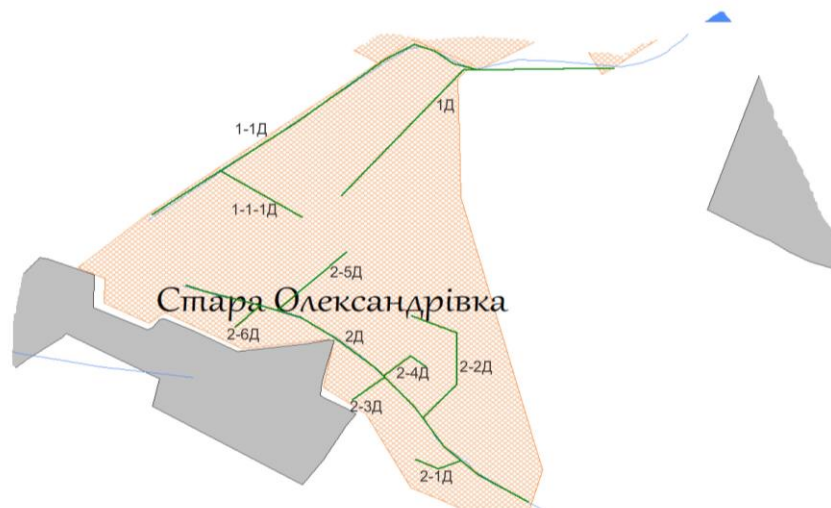 1Д
1-1Д
1-1-1Д
2-5Д
Стара Олександрівка
2-6Д
2Д
2-4Д
2-2Д
2-3Д
2-1Д